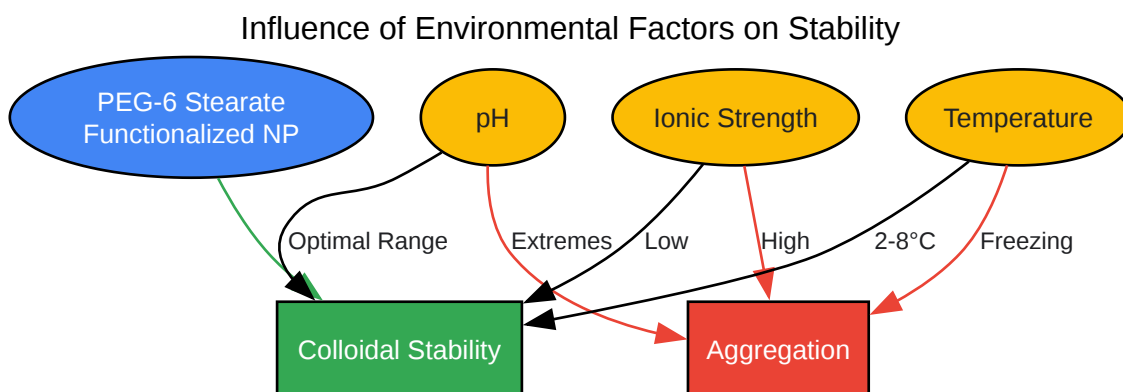 Influence of Environmental Factors on Stability
PEG-6 Stearate
Functionalized NP
pH
Ionic Strength
Temperature
Optimal Range
Extremes
Low
High
2-8°C
Freezing
Colloidal Stability
Aggregation